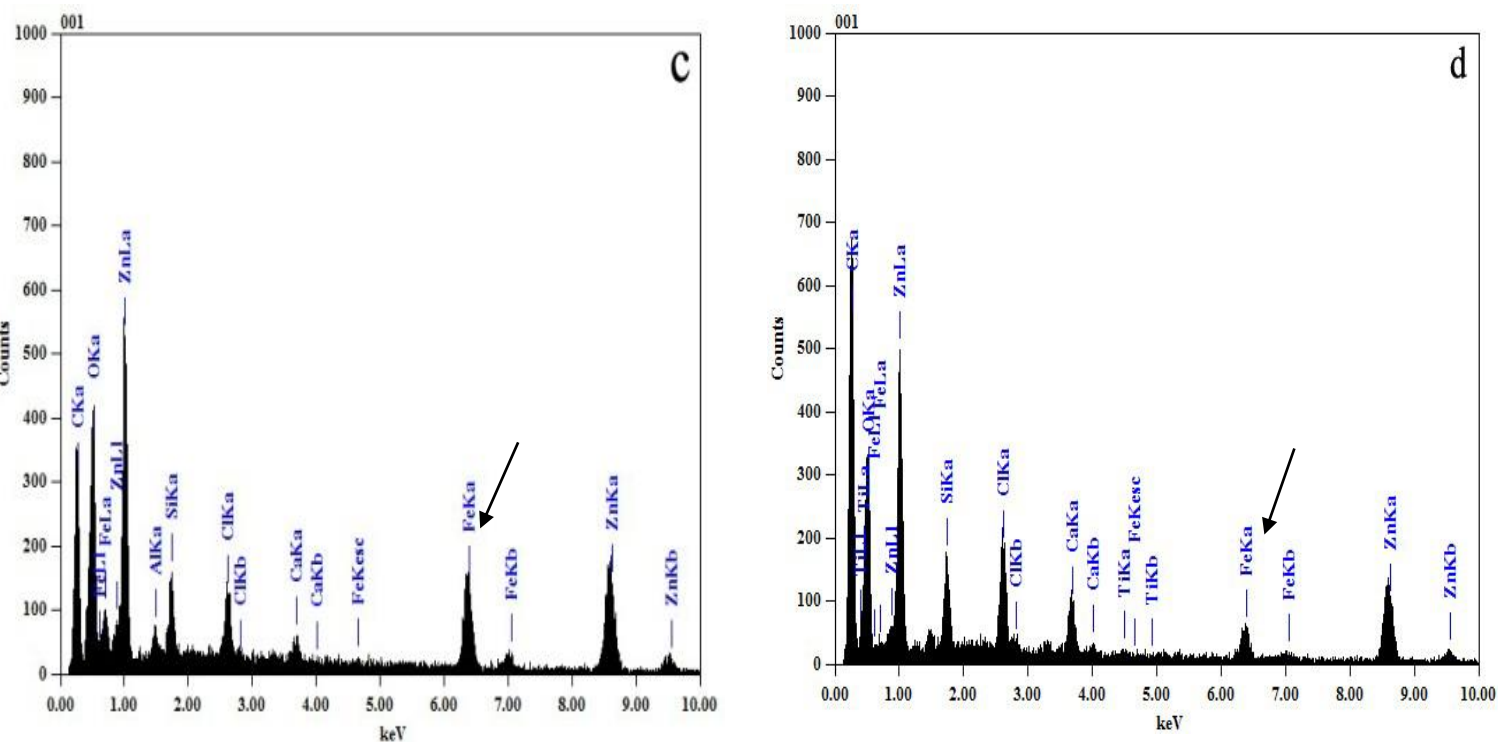 001
c
1000
900
800
700
600
500
400
300
200
100
0
Counts
CKa
OKa
FeLl
FeLa
ZnLl
ZnLa
AlKa
SiKa
ClKa
ClKb
CaKa
CaKb
FeKesc
FeKa
FeKb
ZnKa
ZnKb
0.00 1.00 2.00 3.00 4.00 5.00 6.00 7.00 8.00 9.00 10.00
keV
001
d
1000
900
800
700
600
500
400
300
200
100
0
Counts
CKa
TiLl
TiLa
OKa
FeLl
FeLa
ZnLl
ZnLa
SiKa
ClKa
ClKb
CaKa
CaKb
TiKa
FeKesc
TiKb
FeKa
FeKb
ZnKa
ZnKb
0.00 1.00 2.00 3.00 4.00 5.00 6.00 7.00 8.00 9.00 10.00
keV